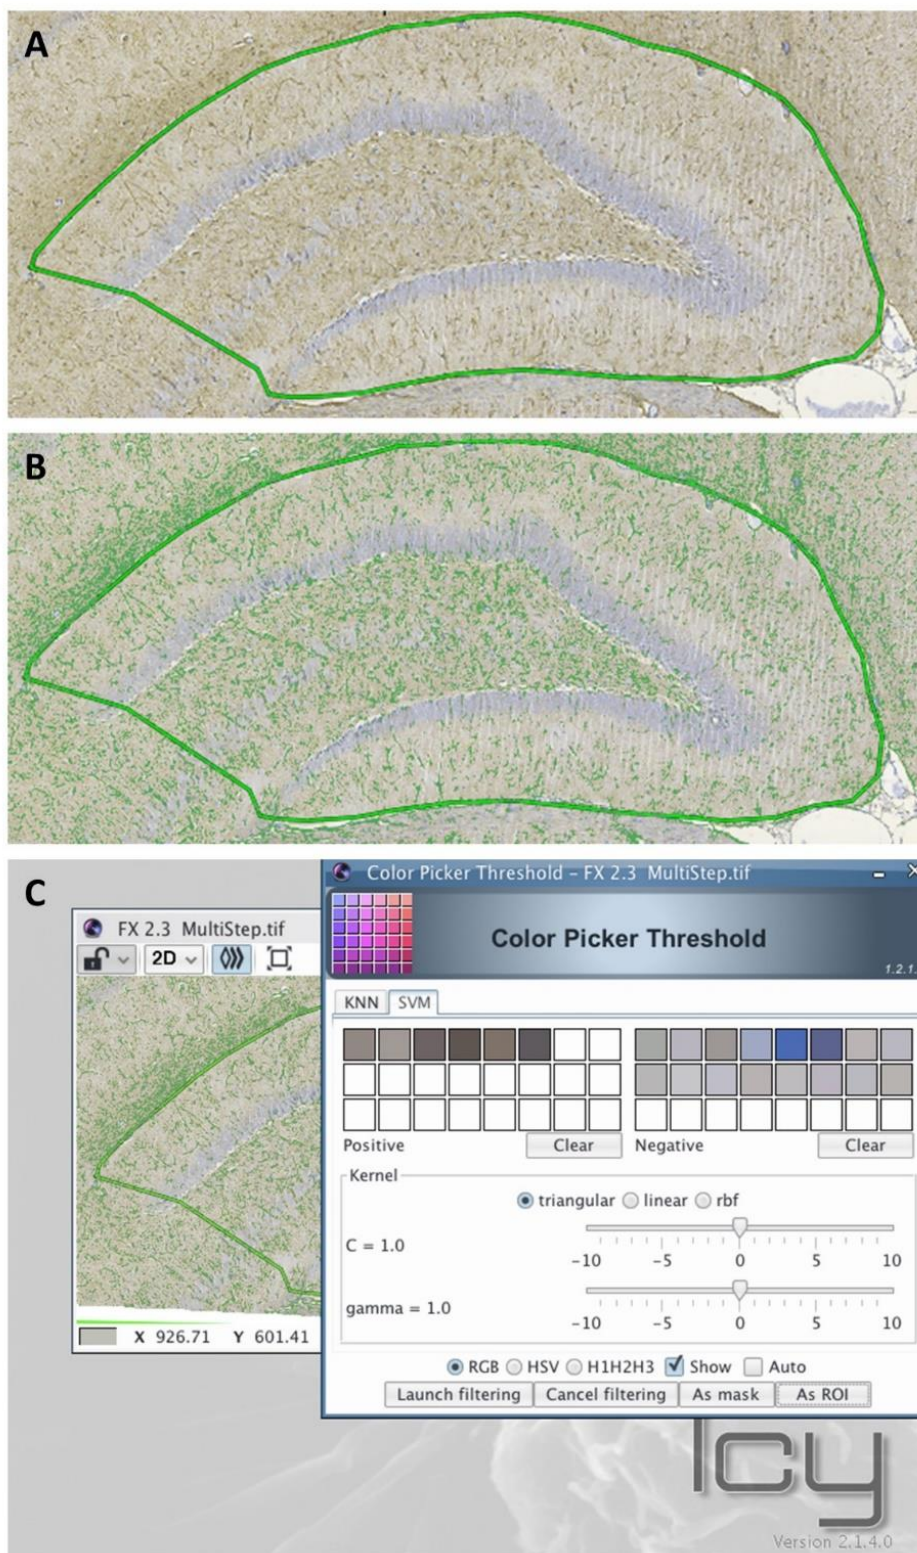 A
B
C
Color Picker Threshold - FX 2.3 MultiStep.tif
FX 2.3 MultiStep.tif
2D
Color Picker Threshold
1.2.1.
KNN
SVM
Positive
Clear
Negative
Clear
Kernel
triangular
linear
rbf
C = 1.0
-10
-5
0
5
10
gamma = 1.0
-10
-5
0
5
10
X 926.71 Y 601.41
RGB
HSV
H1H2H3
Show
Auto
Launch filtering
Cancel filtering
As mask
As ROI
Icy
Version 2.1.4.0